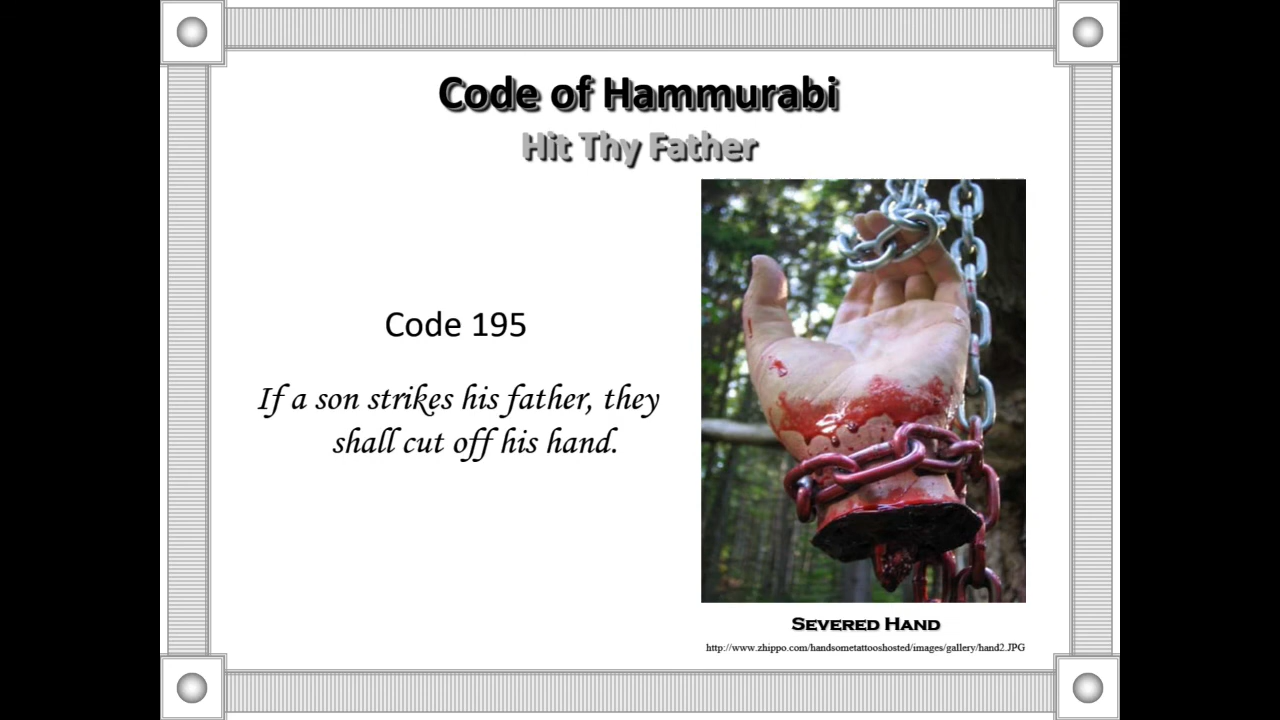 Code of Hammurabi
Hit Thy Father
Code 195
If a son strikes his father, they
shall cut off his hand.
Severed Hand
http://www.zhippo.com/handsometattooshosted/images/gallery/hand2.JPG